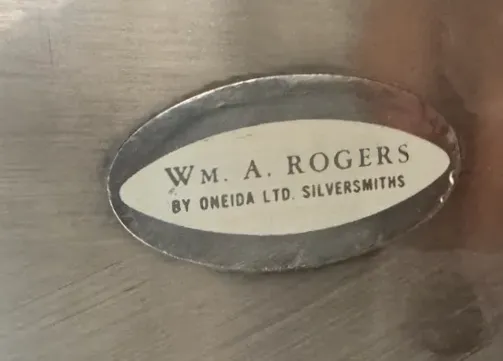 WM. A. ROGERS
BY ONEIDA LTD. SILVERSMITHS